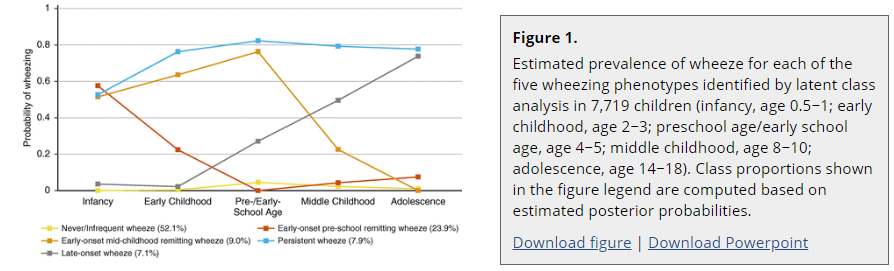 1
0.8
0.6
0.4
0.2
0
Probability of wheezing
Infancy
Early Childhood
Pre-/Early-
School Age
Middle Childhood
Adolescence
Never/Infrequent wheeze (52.1%)
Early-onset pre-school remitting wheeze (23.9%)
Early-onset mid-childhood remitting wheeze (9.0%)
Persistent wheeze (7.9%)
Late-onset wheeze (7.1%)
Figure 1.
Estimated prevalence of wheeze for each of the
five wheezing phenotypes identified by latent class
analysis in 7,719 children (infancy, age 0.5−1; early
childhood, age 2−3; preschool age/early school
age, age 4−5; middle childhood, age 8−10;
adolescence, age 14−18). Class proportions shown
in the figure legend are computed based on
estimated posterior probabilities.
Download figure | Download Powerpoint